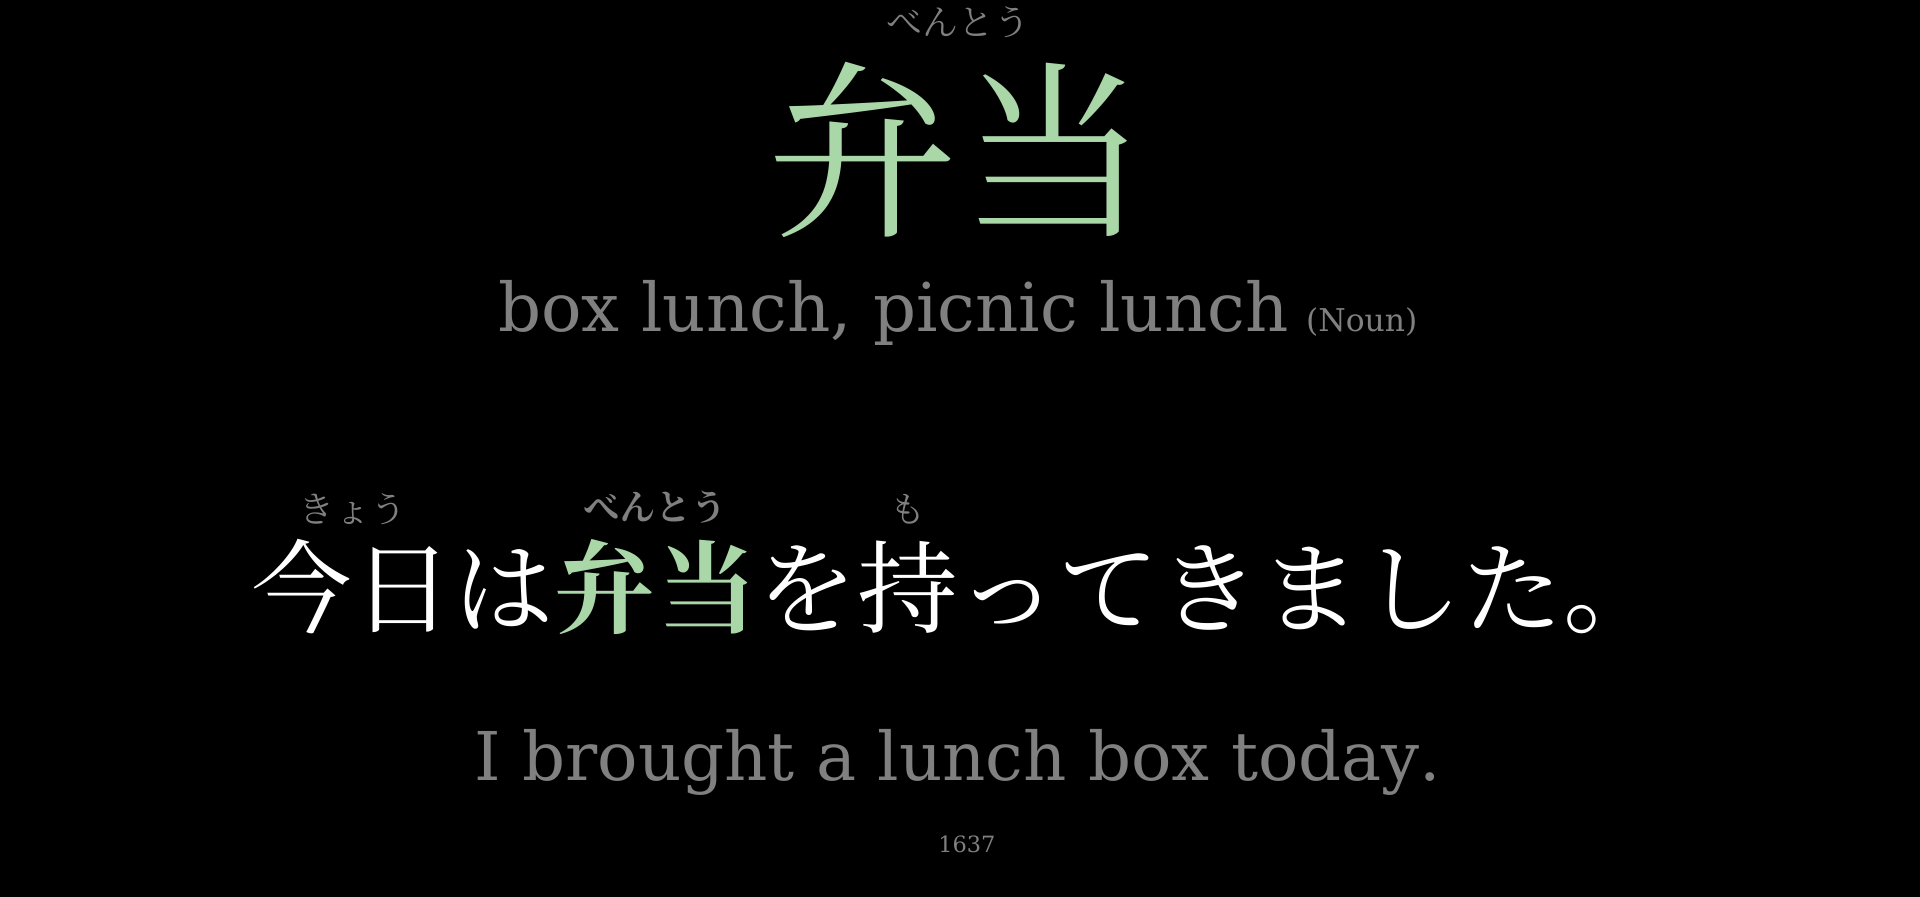 べんとう
弁当
box lunch, picnic lunch (Noun)
きょう べんとう も
今日は弁当を持ってきました。
I brought a lunch box today.
1637